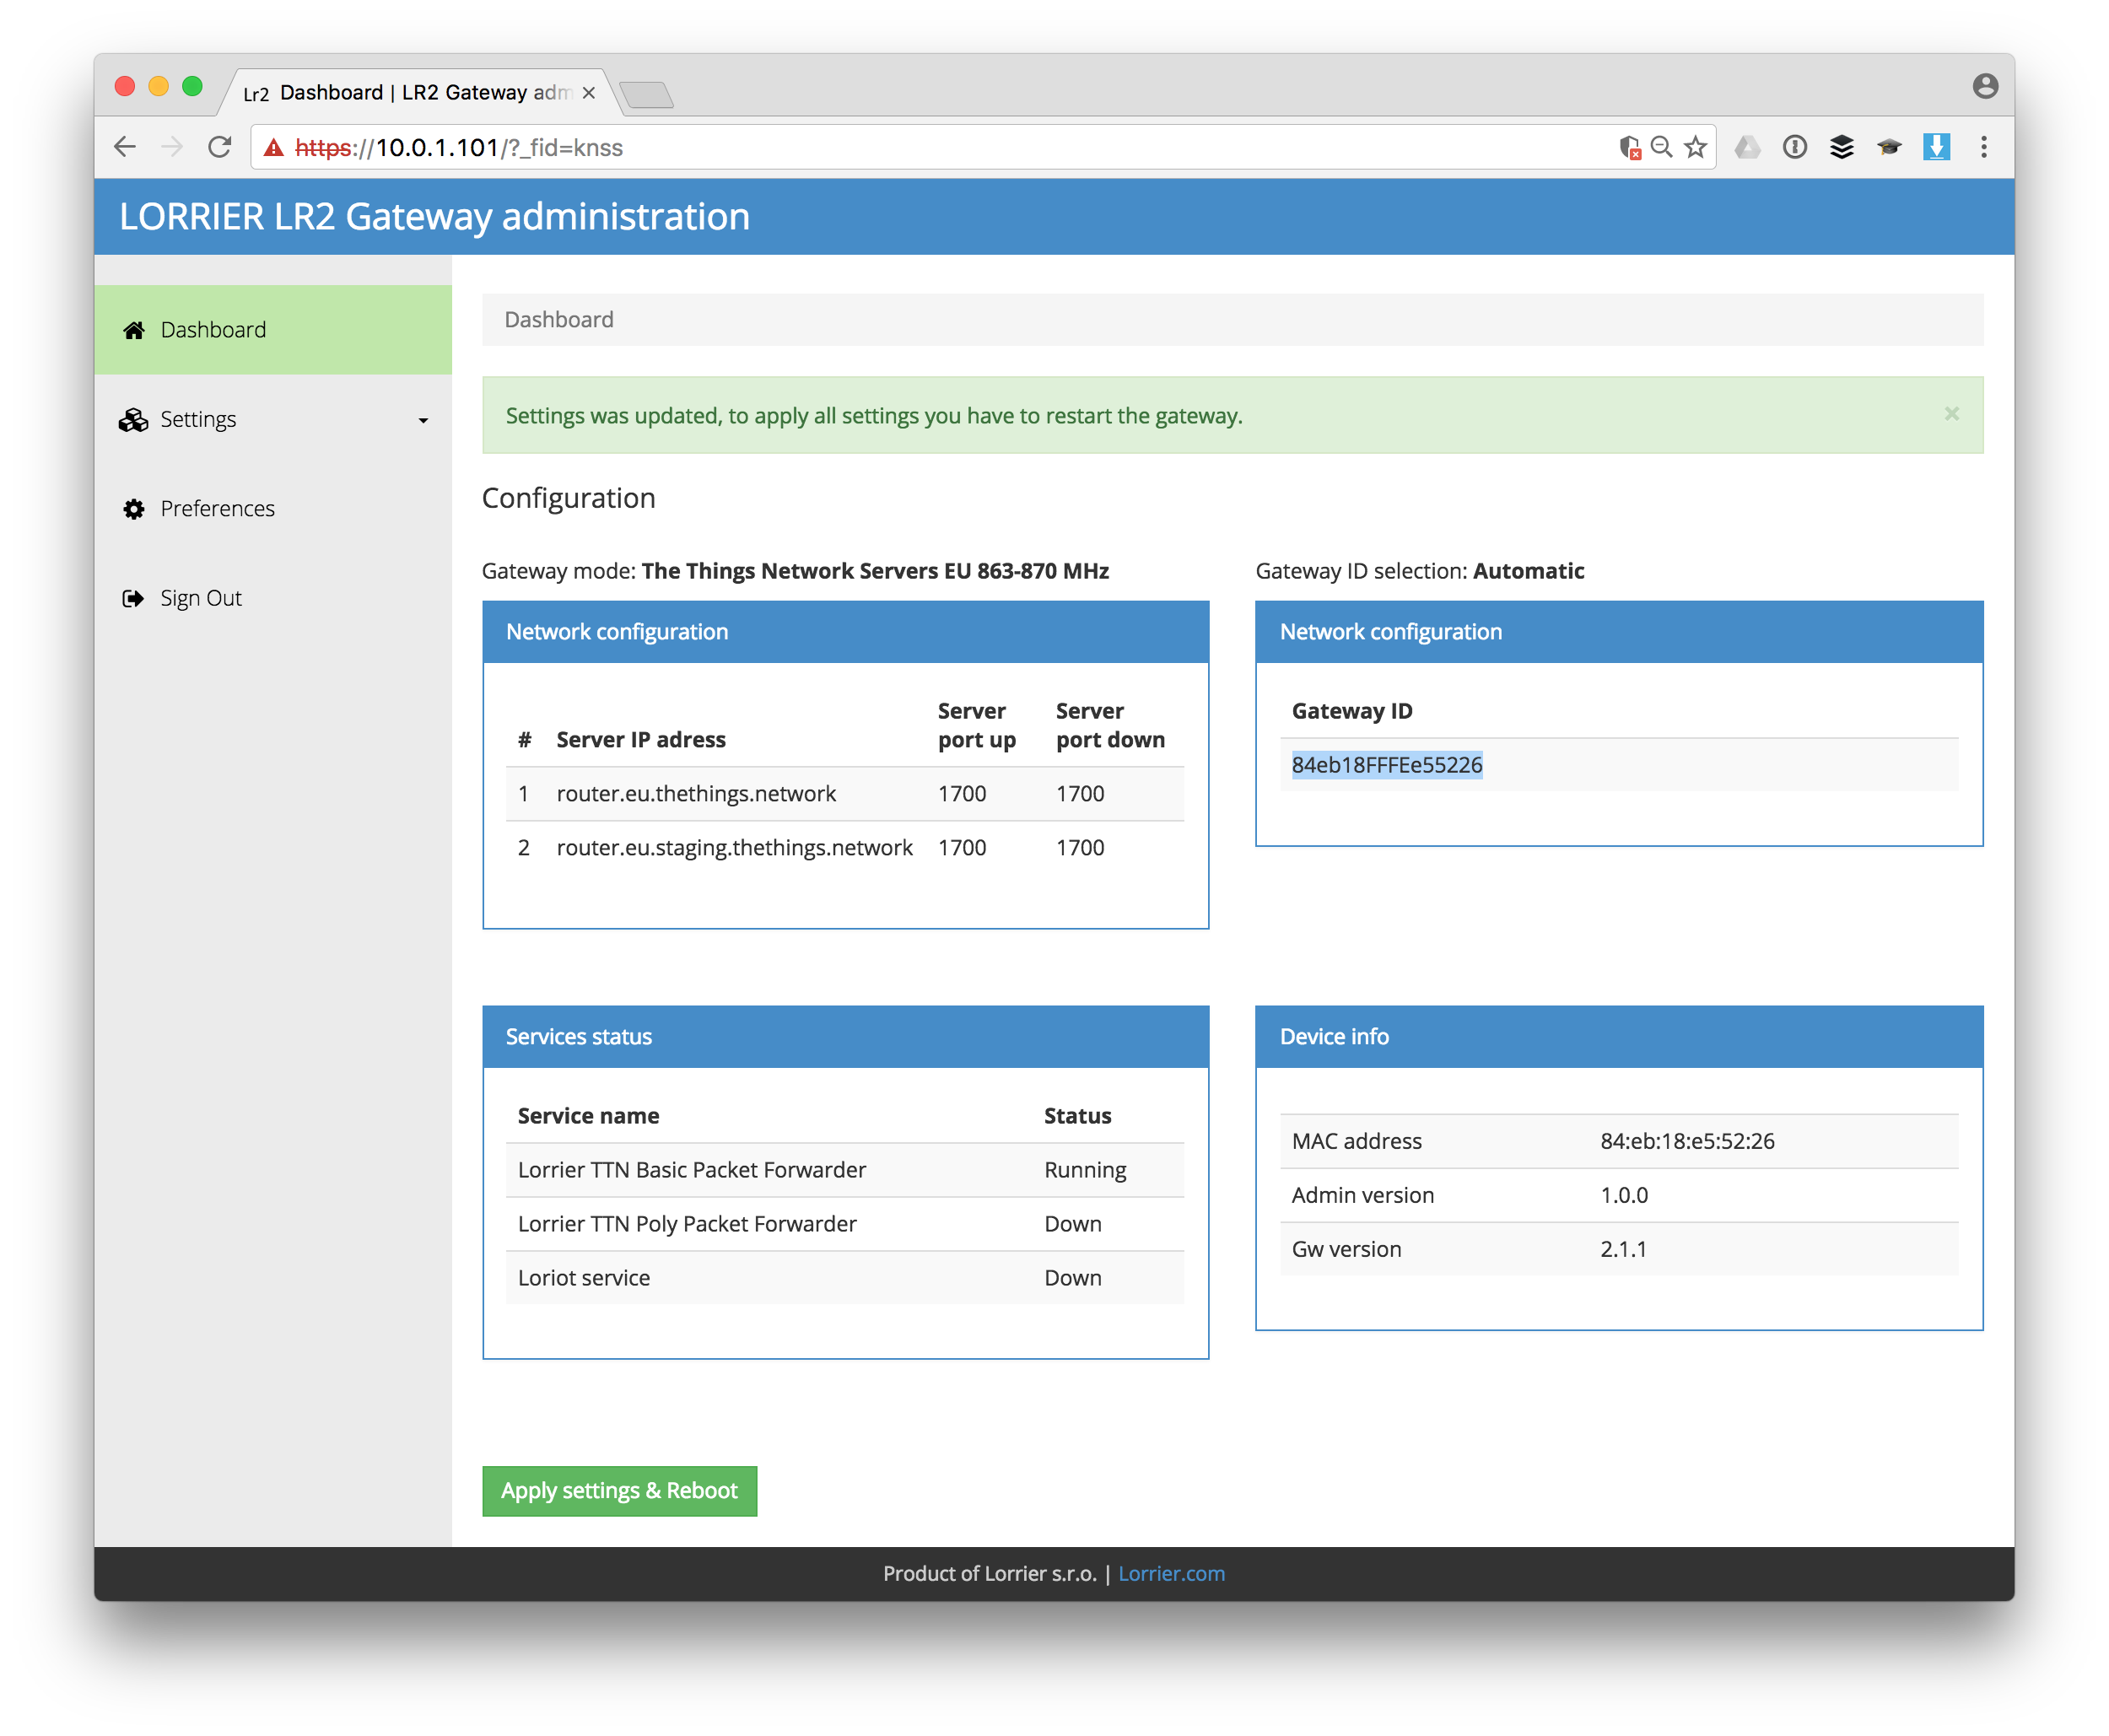 Lr2 Dashboard | LR2 Gateway adm
https://10.0.1.101/?_fid=knss
LORRIER LR2 Gateway administration
Dashboard
Settings
Preferences
Sign Out
Dashboard
Settings was updated, to apply all settings you have to restart the gateway.
×
Configuration
Gateway mode: The Things Network Servers EU 863-870 MHz
Network configuration
# Server IP adress Server port up Server port down
1 router.eu.thethings.network 1700 1700
2 router.eu.staging.thethings.network 1700 1700
Gateway ID selection: Automatic
Network configuration
Gateway ID
84eb18FFFEe55226
Services status
Service name Status
Lorrier TTN Basic Packet Forwarder Running
Lorrier TTN Poly Packet Forwarder Down
Loriot service Down
Device info
MAC address 84:eb:18:e5:52:26
Admin version 1.0.0
Gw version 2.1.1
Apply settings & Reboot
Product of Lorrier s.r.o. | Lorrier.com